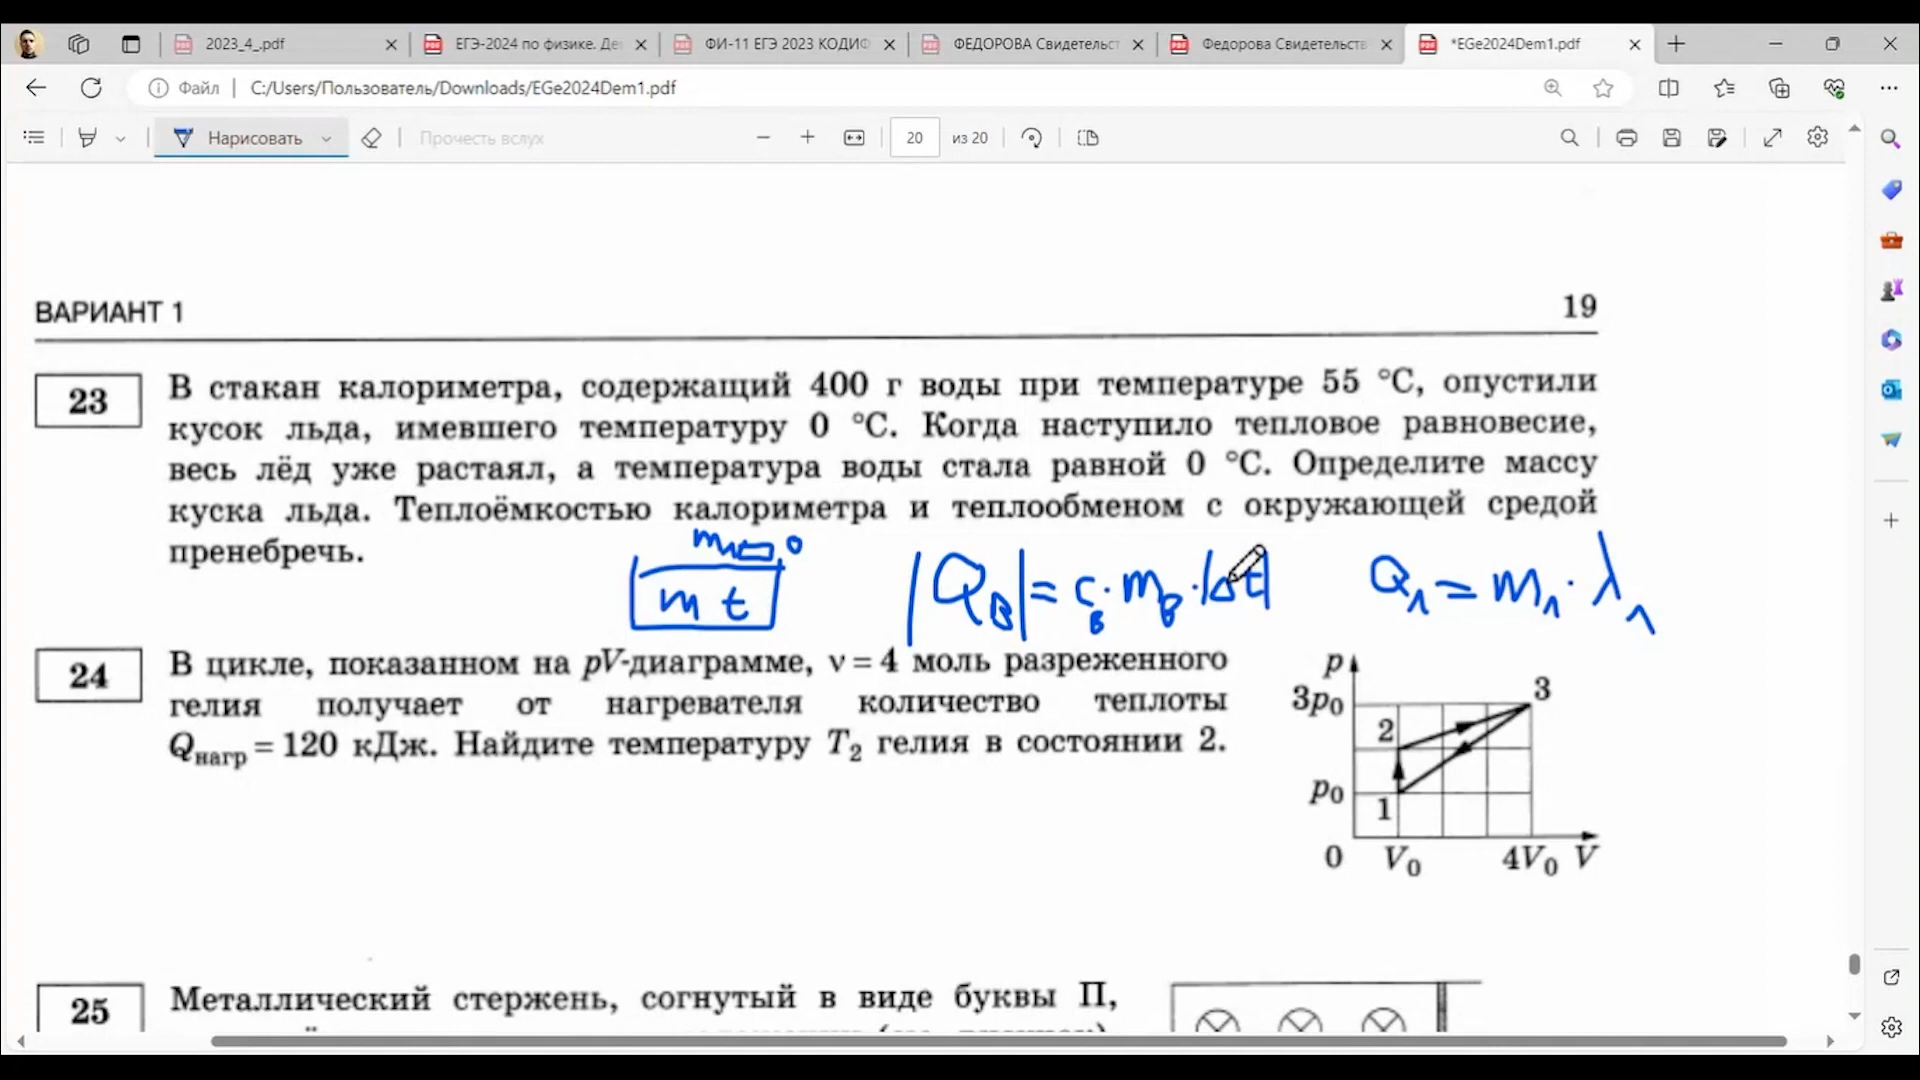 2023_4_.pdf
ЕГЭ-2024 по физике. Де
ФИ-11 ЕГЭ 2023 КОДИФ
ФЕДОРОВА Свидетельст
Федорова Свидетельств
*EGe2024Dem1.pdf
Файл
C:/Users/Пользователь/Downloads/EGe2024Dem1.pdf
Нарисовать
Прочесть вслух
20
из 20
ВАРИАНТ 1
19
23
В стакан калориметра, содержащий 400 г воды при температуре 55 °C, опустили
кусок льда, имевшего температуру 0 °C. Когда наступило тепловое равновесие,
весь лёд уже растаял, а температура воды стала равной 0 °C. Определите массу
куска льда. Теплоёмкостью калориметра и теплообменом с окружающей средой
пренебречь.
m t
|Qв| = cв · mв · |Δt|
Qл = mл · λл
24
В цикле, показанном на pV-диаграмме, ν = 4 моль разреженного
гелия получает от нагревателя количество теплоты
Qнагр = 120 кДж. Найдите температуру T2 гелия в состоянии 2.
p
3p0
3
2
p0
1
0
V0
4V0
V
25
Металлический стержень, согнутый в виде буквы П,